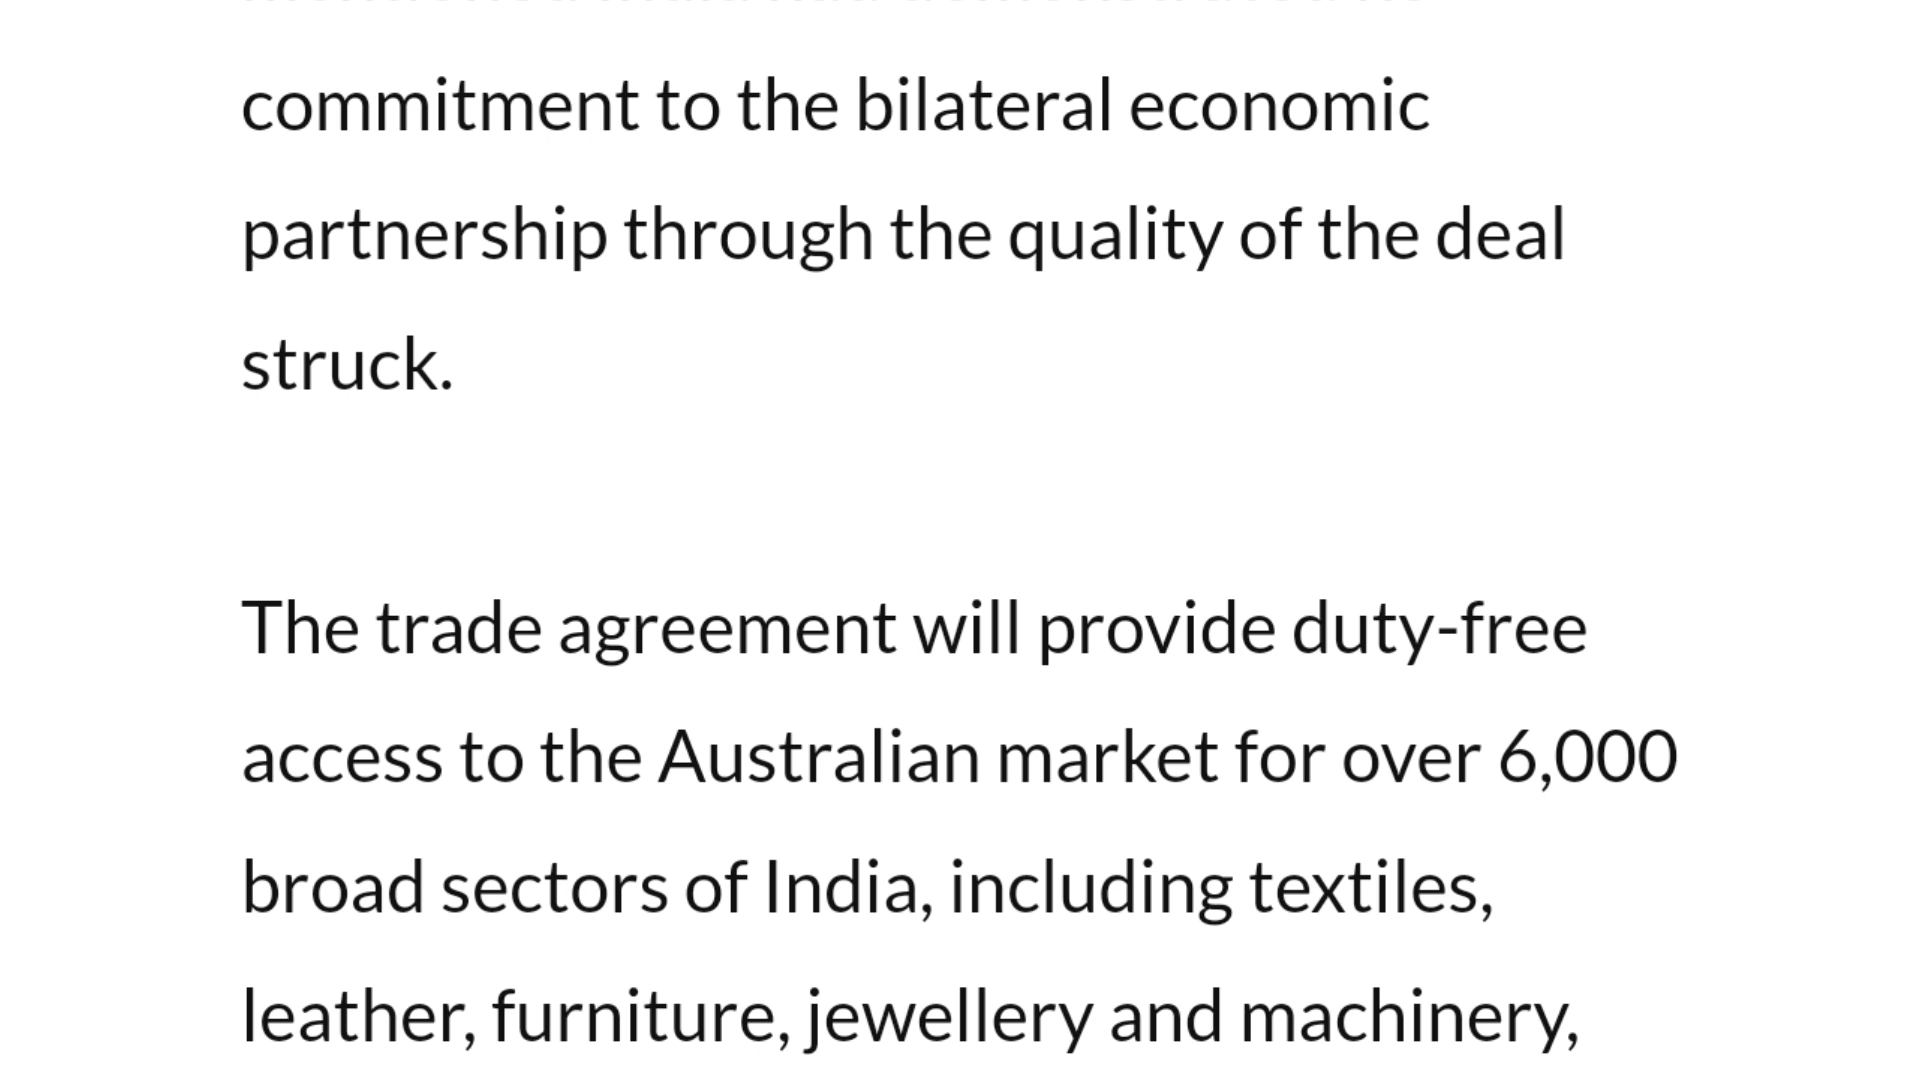 commitment to the bilateral economic
partnership through the quality of the deal
struck.
The trade agreement will provide duty-free
access to the Australian market for over 6,000
broad sectors of India, including textiles,
leather, furniture, jewellery and machinery,